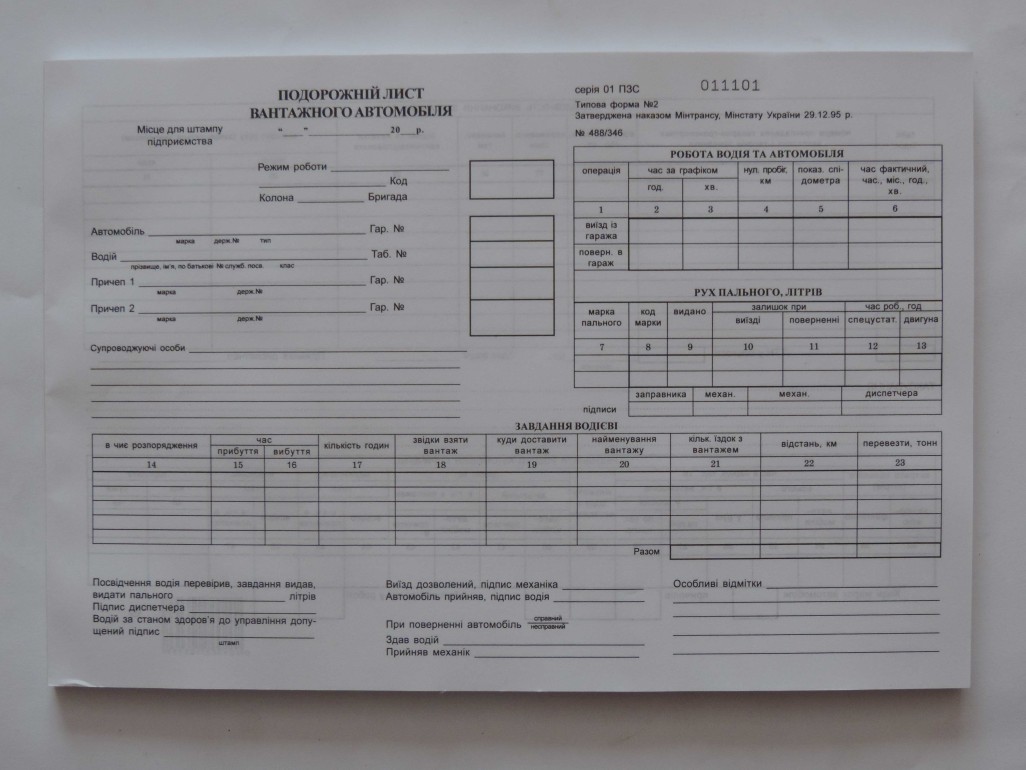 ПОДОРОЖНІЙ ЛИСТ
ВАНТАЖНОГО АВТОМОБІЛЯ
Місце для штампу
підприємства
"___"________________20___р.
Режим роботи
Код
Колона Бригада
Автомобіль Гар. №
марка держ.№ тип
Водій Таб. №
прізвище, ім'я, по батькові № служб. посв. клас
Причеп 1 Гар. №
марка держ.№
Причеп 2 Гар. №
марка держ.№
Супроводжуючі особи
серія 01 ПЗС 011101
Типова форма №2
Затверджена наказом Мінтрансу, Мінстату України 29.12.95 р.
№ 488/346
РОБОТА ВОДІЯ ТА АВТОМОБІЛЯ
операція час за графіком нул. пробіг, км показ. спі-дометра час фактичний, час., міс., год., хв.
год. хв.
1 2 3 4 5 6
виїзд із гаража
поверн. в гараж
РУХ ПАЛЬНОГО, ЛІТРІВ
марка пального код марки видано залишок при час роб., год
виїзді поверненні спецустат. двигуна
7 8 9 10 11 12 13
заправника механ. механ. диспетчера
підписи
ЗАВДАННЯ ВОДІЄВІ
в чиє розпорядження час кількість годин звідки взяти вантаж куди доставити вантаж найменування вантажу кільк. їздок з вантажем відстань, км перевезти, тонн
прибуття вибуття
14 15 16 17 18 19 20 21 22 23
Разом
Посвідчення водія перевірив, завдання видав,
видати пального літрів
Підпис диспетчера
Водій за станом здоров'я до управління допу-
щений підпис
штамп
Виїзд дозволений, підпис механіка
Автомобіль прийняв, підпис водія
При поверненні автомобіль справний
несправний
Здав водій
Прийняв механік
Особливі відмітки